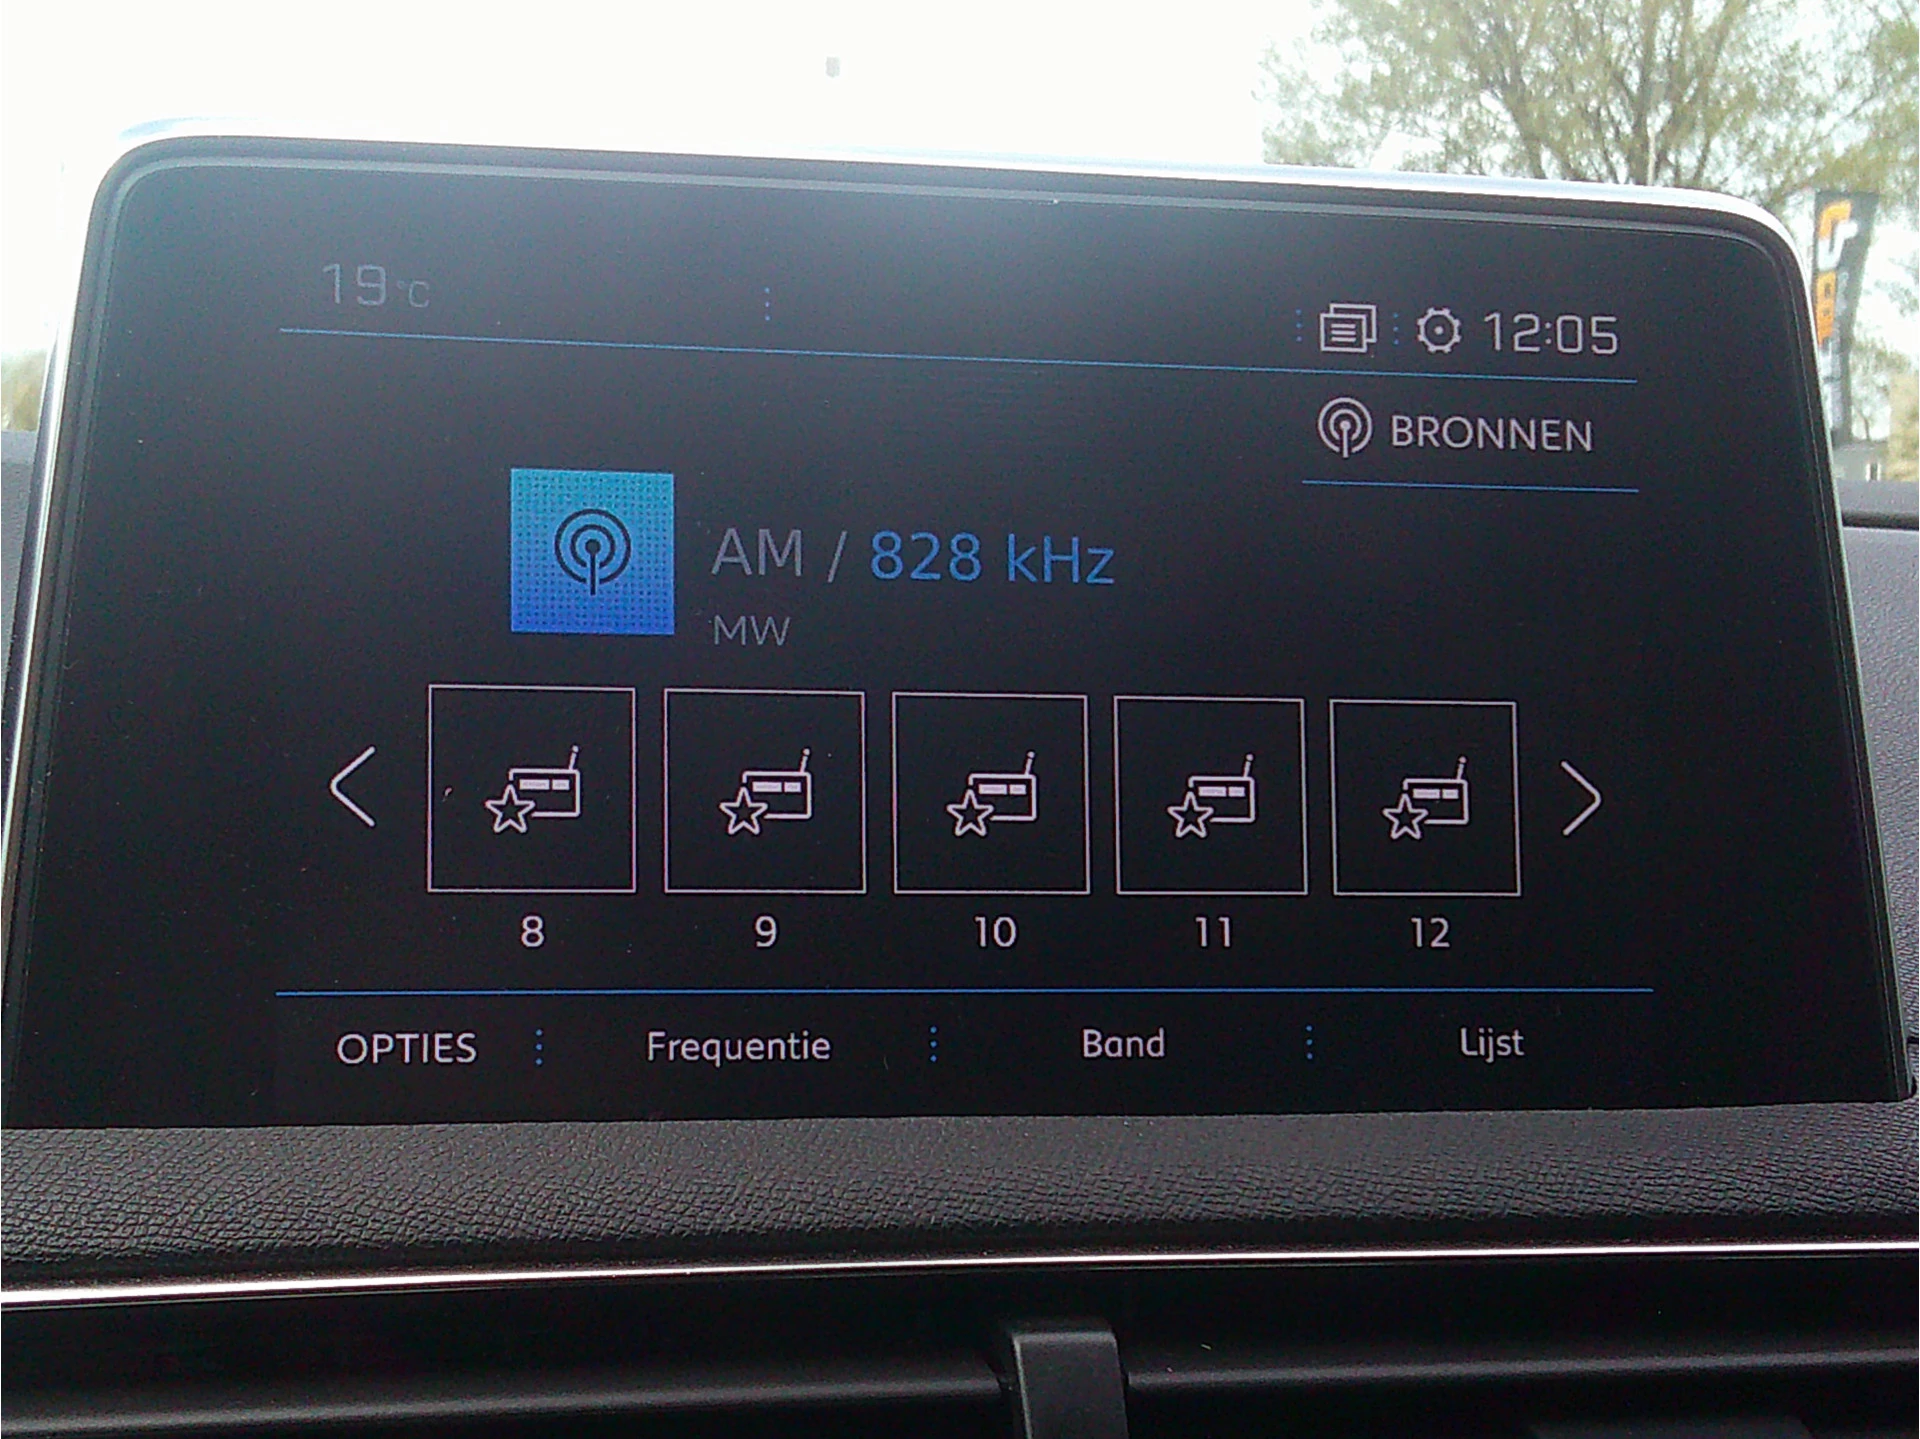 19 °C
12:05
BRONNEN
AM / 828 kHz
MW
8 9 10 11 12
OPTIES Frequentie Band Lijst